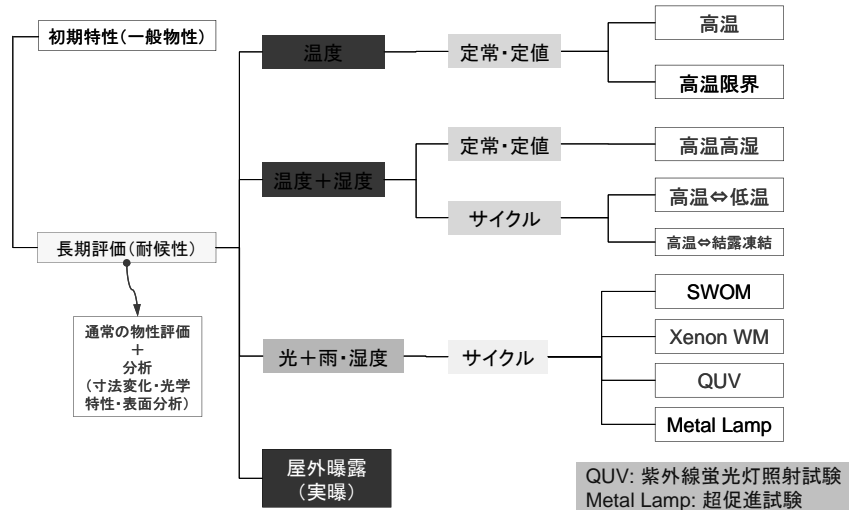 初期特性(一般物性)
長期評価(耐候性)
通常の物性評価
+
分析
(寸法変化・光学
特性・表面分析)
温度
定常・定値
高温
高温限界
温度+湿度
定常・定値
高温高湿
サイクル
高温⇔低温
高温⇔結露凍結
光+雨・湿度
サイクル
SWOM
Xenon WM
QUV
Metal Lamp
屋外曝露
(実曝)
QUV: 紫外線蛍光灯照射試験
Metal Lamp: 超促進試験